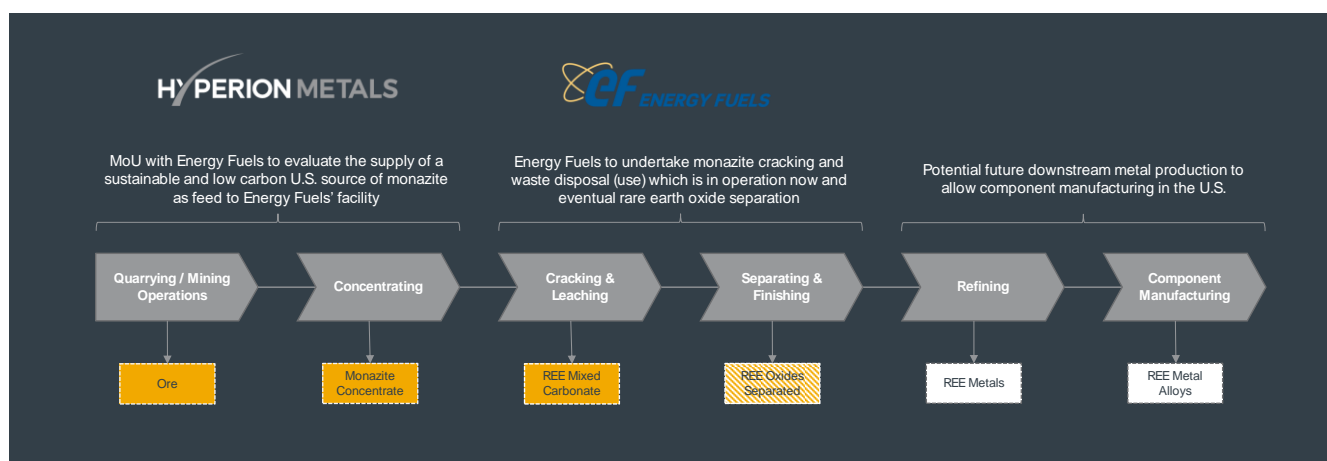 HYPERION METALS
eF ENERGY FUELS
MoU with Energy Fuels to evaluate the supply of a
sustainable and low carbon U.S. source of monazite
as feed to Energy Fuels' facility
Energy Fuels to undertake monazite cracking and
waste disposal (use) which is in operation now and
eventual rare earth oxide separation
Potential future downstream metal production to
allow component manufacturing in the U.S.
Quarrying / Mining
Operations
Concentrating
Cracking &
Leaching
Separating &
Finishing
Refining
Component
Manufacturing
Ore
Monazite
Concentrate
REE Mixed
Carbonate
REE Oxides
Separated
REE Metals
REE Metal
Alloys